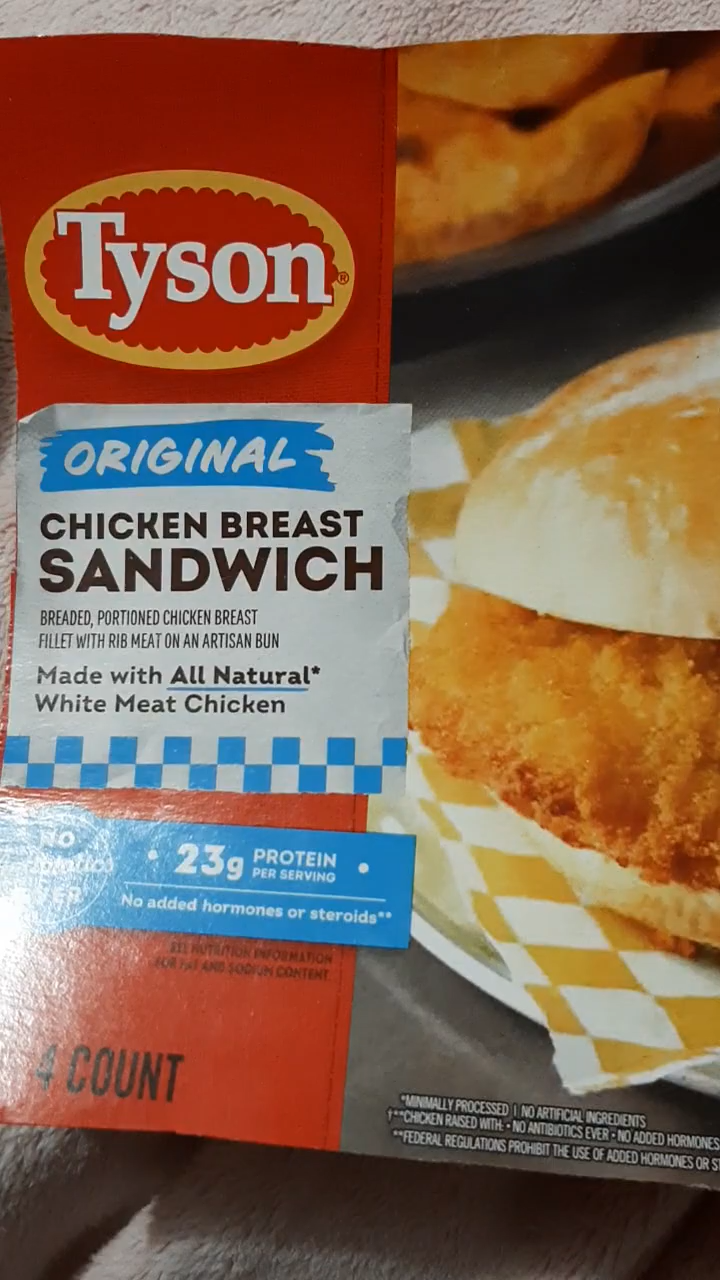 Tyson®
ORIGINAL
CHICKEN BREAST
SANDWICH
BREADED, PORTIONED CHICKEN BREAST
FILLET WITH RIB MEAT ON AN ARTISAN BUN
Made with All Natural*
White Meat Chicken
NO
• 23g PROTEIN PER SERVING •
No added hormones or steroids**
SEE NUTRITION INFORMATION
FOR FAT AND SODIUM CONTENT.
4 COUNT
*MINIMALLY PROCESSED | NO ARTIFICIAL INGREDIENTS
†**CHICKEN RAISED WITH: • NO ANTIBIOTICS EVER • NO ADDED HORMONES
**FEDERAL REGULATIONS PROHIBIT THE USE OF ADDED HORMONES OR